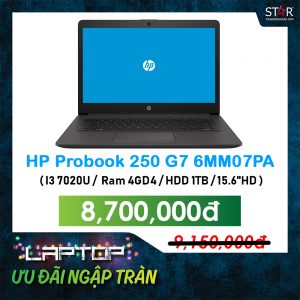 STAR
hp
HP Probook 250 G7 6MM07PA
( I3 7020U / Ram 4GD4 / HDD 1TB / 15.6"HD )
8,700,000đ
9,150,000đ
LAPTOP
ƯU ĐÃI NGẬP TRÀN